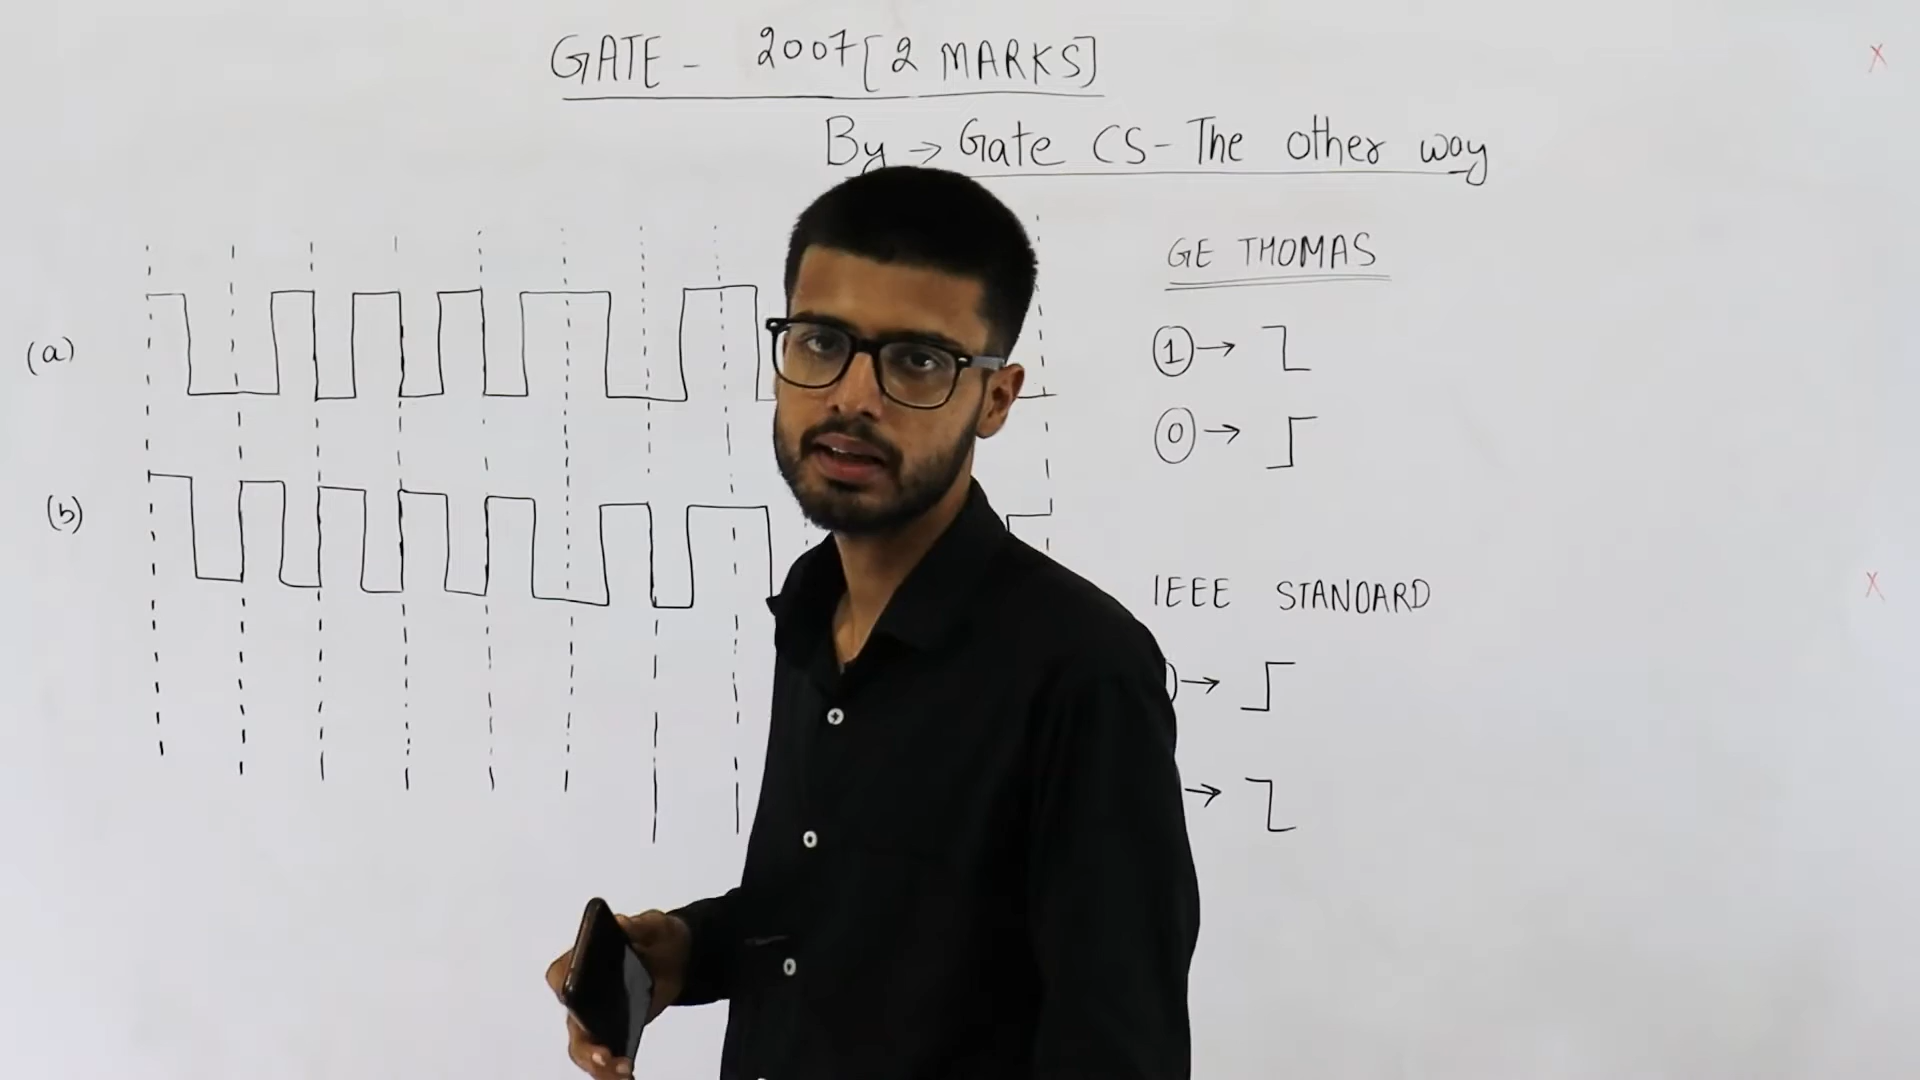 GATE - 2007 [2 MARKS]
By → Gate CS - The other way
GE THOMAS
(a)
1 →
0 →
(b)
IEEE STANDARD
→
→
X
X